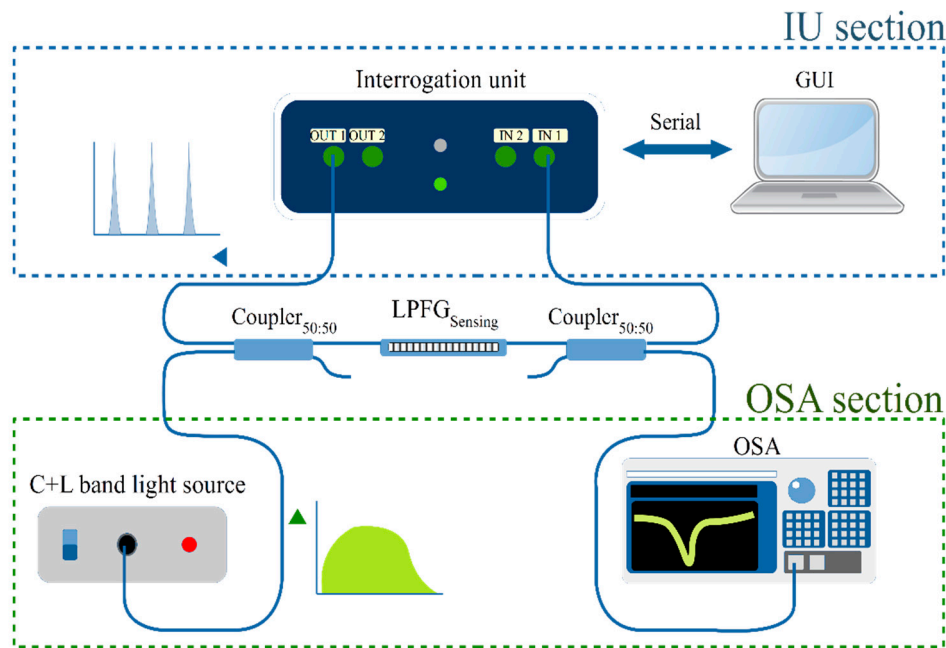 IU section
Interrogation unit
GUI
OUT 1 OUT 2 IN 2 IN 1
Serial
Coupler50:50 LPFGSensing Coupler50:50
OSA section
OSA
C+L band light source